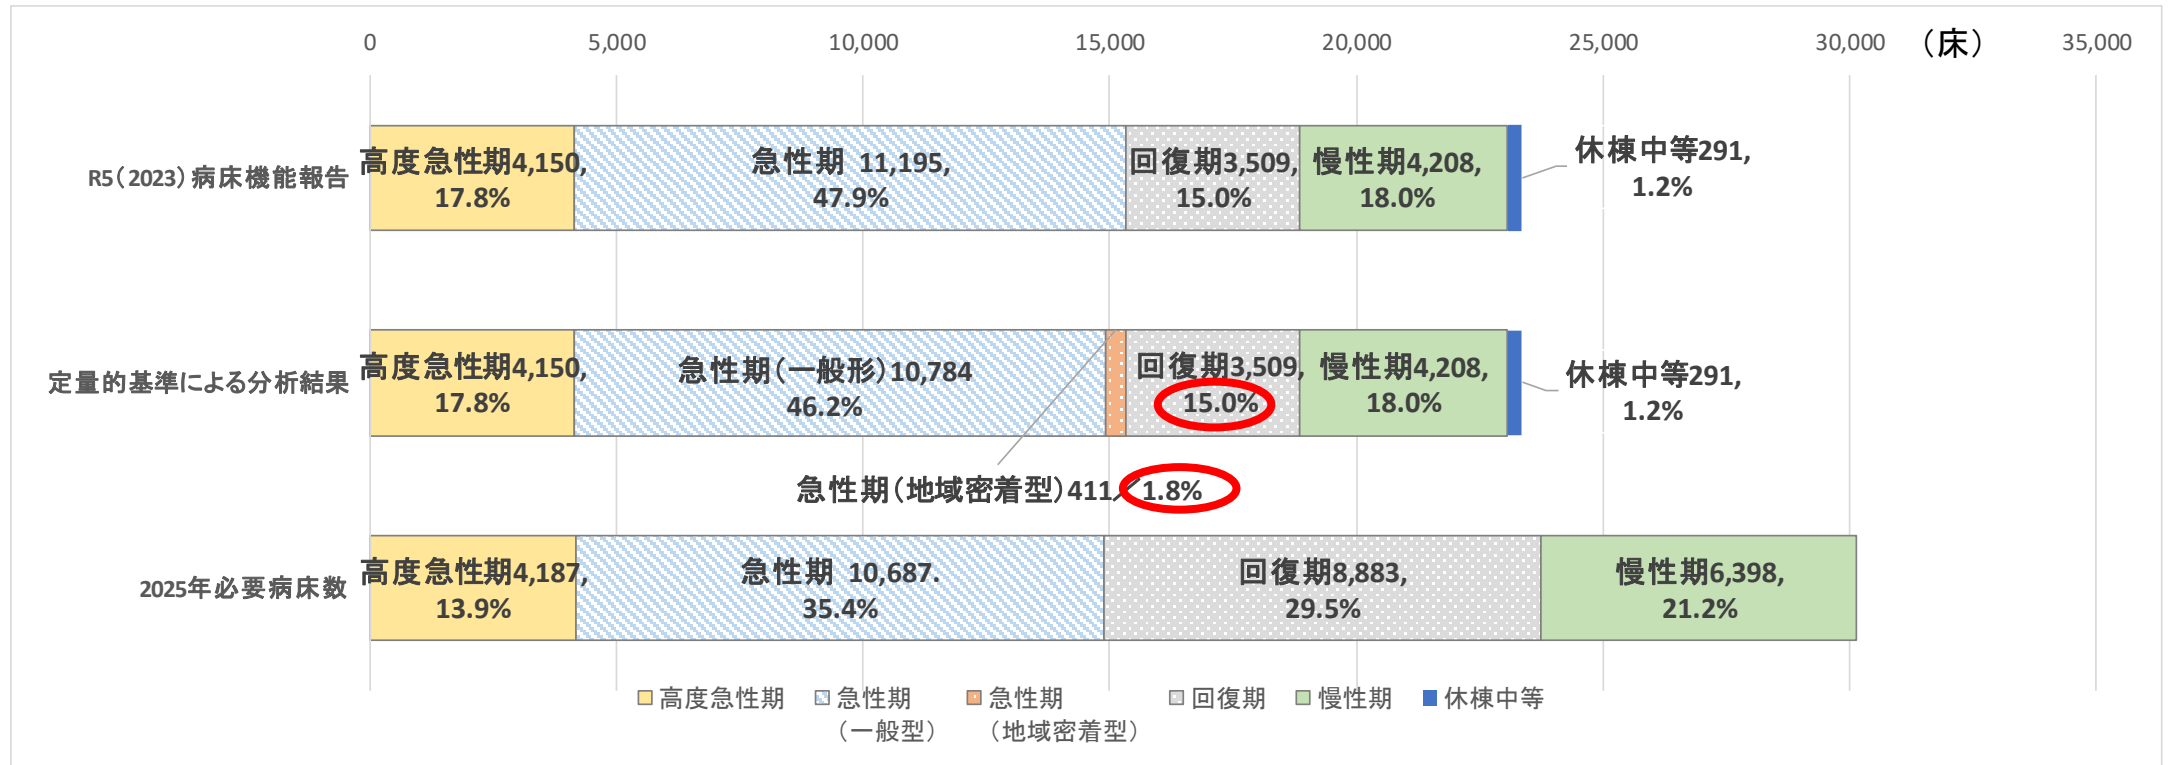 0 5,000 10,000 15,000 20,000 25,000 30,000 （床） 35,000
R5（2023）病床機能報告
高度急性期4,150,
17.8%
急性期 11,195,
47.9%
回復期3,509,
15.0%
慢性期4,208,
18.0%
休棟中等291,
1.2%
定量的基準による分析結果
高度急性期4,150,
17.8%
急性期（一般形）10,784
46.2%
回復期3,509,
15.0%
慢性期4,208,
18.0%
休棟中等291,
1.2%
急性期（地域密着型）411／1.8%
2025年必要病床数
高度急性期4,187,
13.9%
急性期 10,687.
35.4%
回復期8,883,
29.5%
慢性期6,398,
21.2%
高度急性期
急性期
（一般型）
急性期
（地域密着型）
回復期
慢性期
休棟中等